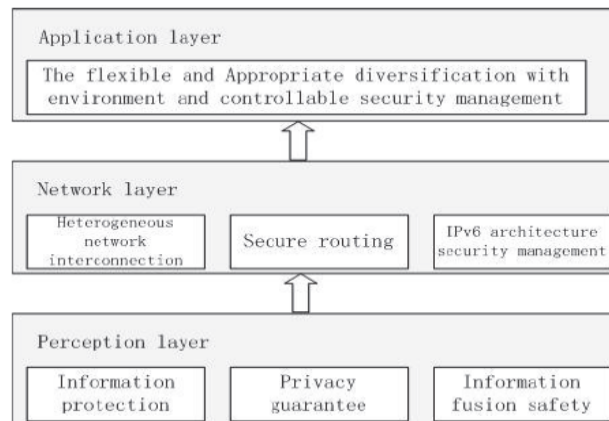 Application layer
The flexible and Appropriate diversification with
environment and controllable security management
Network layer
Heterogeneous
network
interconnection
Secure routing
IPv6 architecture
security management
Perception layer
Information
protection
Privacy
guarantee
Information
fusion safety